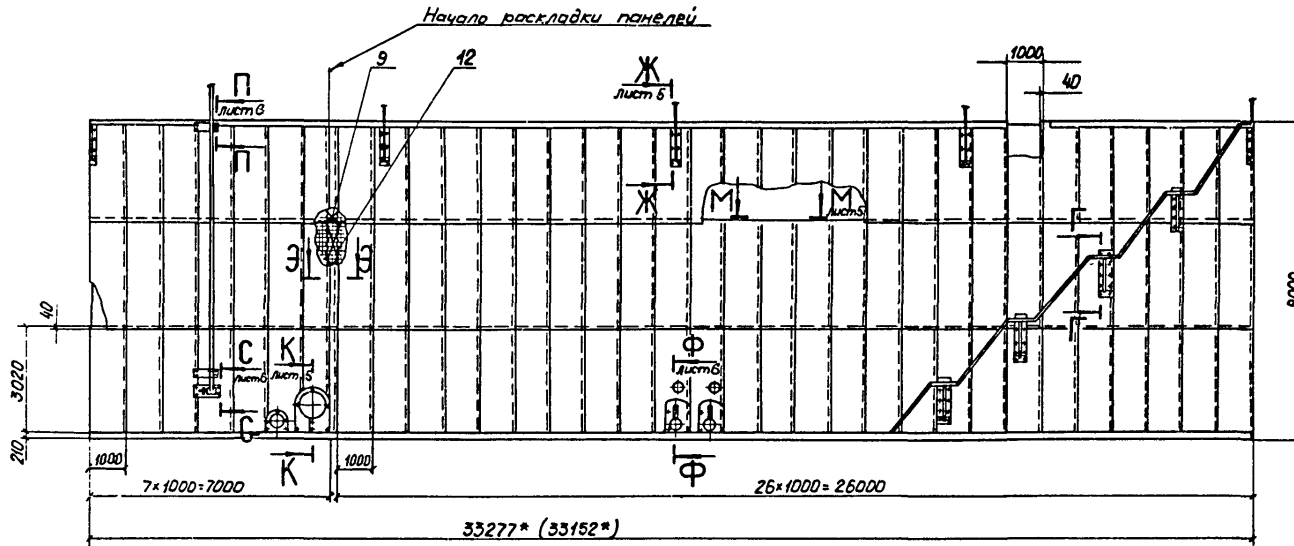 Начало раскладки панелей
9
12
П
лист 6
П
Ж
лист 5
Ж
1000
40
М
М
лист 5
Э
Э
Г
Г
40
3020
210
8000
С
лист 6
С
К
лист 5
К
Ф
лист 6
Ф
1000
1000
7×1000=7000
26×1000=26000
33277* (33152*)